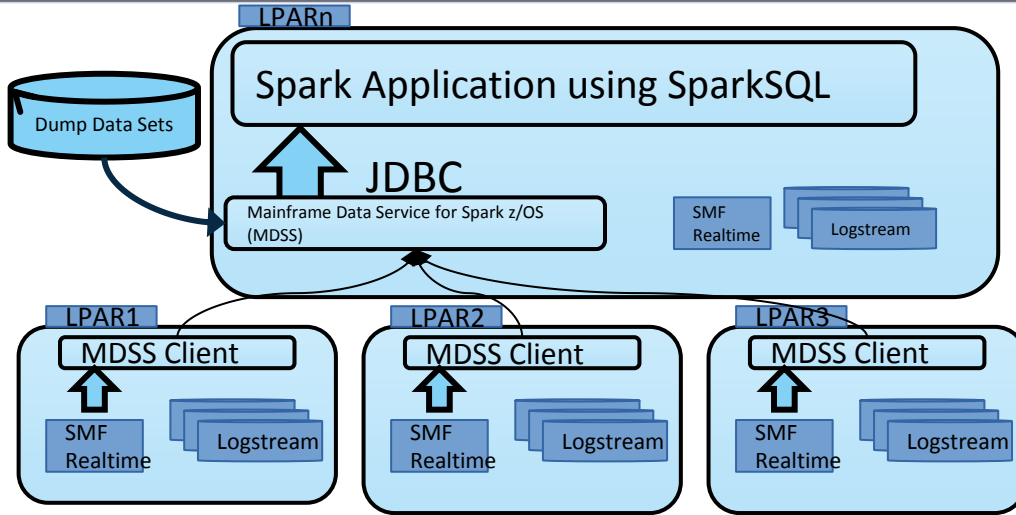 LPARn
Spark Application using SparkSQL
Dump Data Sets
JDBC
Mainframe Data Service for Spark z/OS
(MDSS)
SMF
Realtime
Logstream
LPAR1
MDSS Client
SMF
Realtime
Logstream
LPAR2
MDSS Client
SMF
Realtime
Logstream
LPAR3
MDSS Client
SMF
Realtime
Logstream